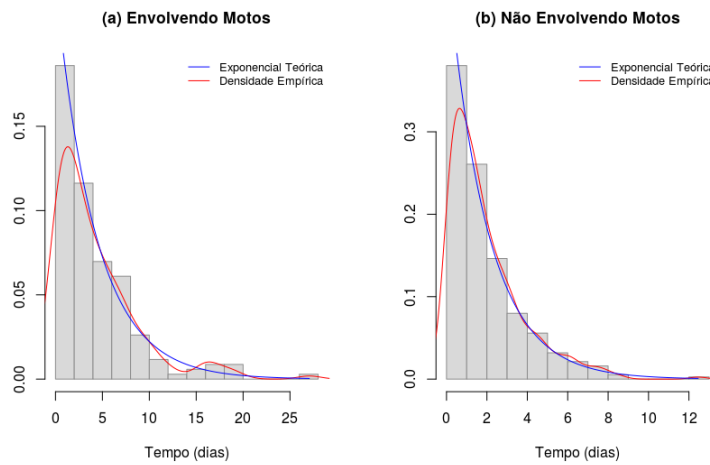 (a) Envolvendo Motos
Exponencial Teórica
Densidade Empírica
0.00
0.05
0.10
0.15
0 5 10 15 20 25
Tempo (dias)
(b) Não Envolvendo Motos
Exponencial Teórica
Densidade Empírica
0.0
0.1
0.2
0.3
0 2 4 6 8 10 12
Tempo (dias)